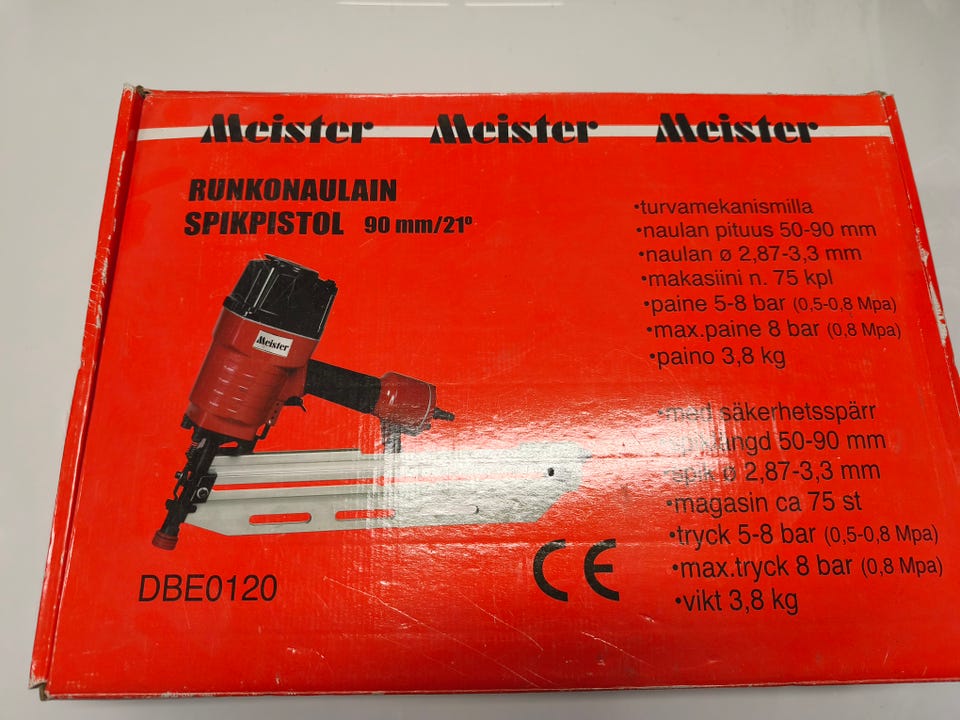 Meister Meister Meister
RUNKONAULAIN
SPIKPISTOL 90 mm/21º
•turvamekanismilla
•naulan pituus 50-90 mm
•naulan ø 2,87-3,3 mm
•makasiini n. 75 kpl
•paine 5-8 bar (0,5-0,8 Mpa)
•max.paine 8 bar (0,8 Mpa)
•paino 3,8 kg
Meister
•med säkerhetsspärr
50-90 mm
•spik ø 2,87-3,3 mm
•magasin ca 75 st
•tryck 5-8 bar (0,5-0,8 Mpa)
•max.tryck 8 bar (0,8 Mpa)
•vikt 3,8 kg
CE
DBE0120